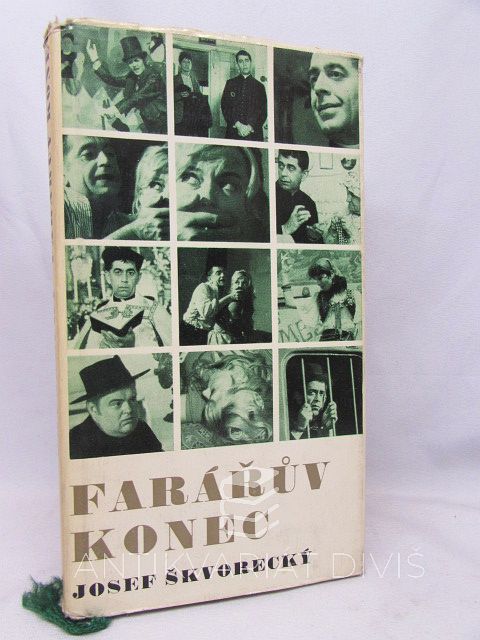 FARÁŘŮV
KONEC
ANTIKVARIÁT DIVIŠ
JOSEF ŠKVORECKÝ